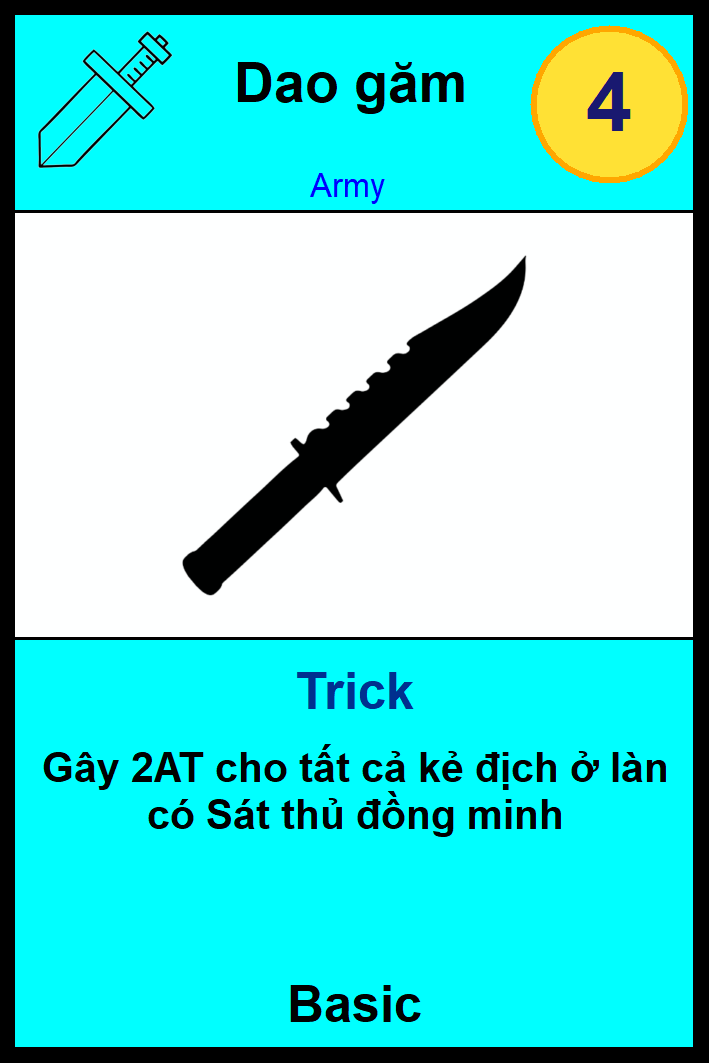 Dao găm
4
Army
Trick
Gây 2AT cho tất cả kẻ địch ở làn
có Sát thủ đồng minh
Basic